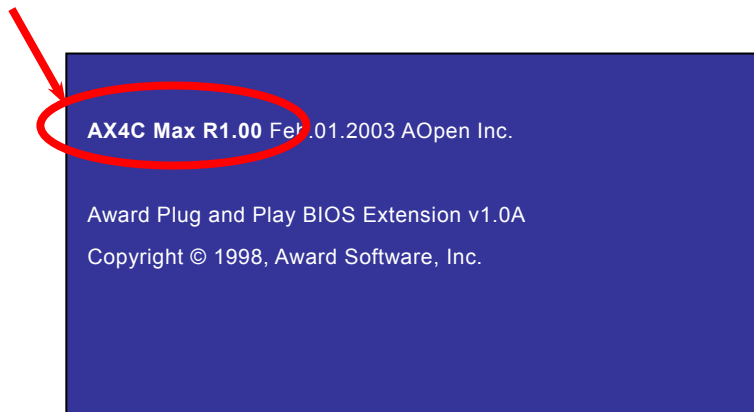 AX4C Max R1.00 Feb.01.2003 AOpen Inc.
Award Plug and Play BIOS Extension v1.0A
Copyright © 1998, Award Software, Inc.